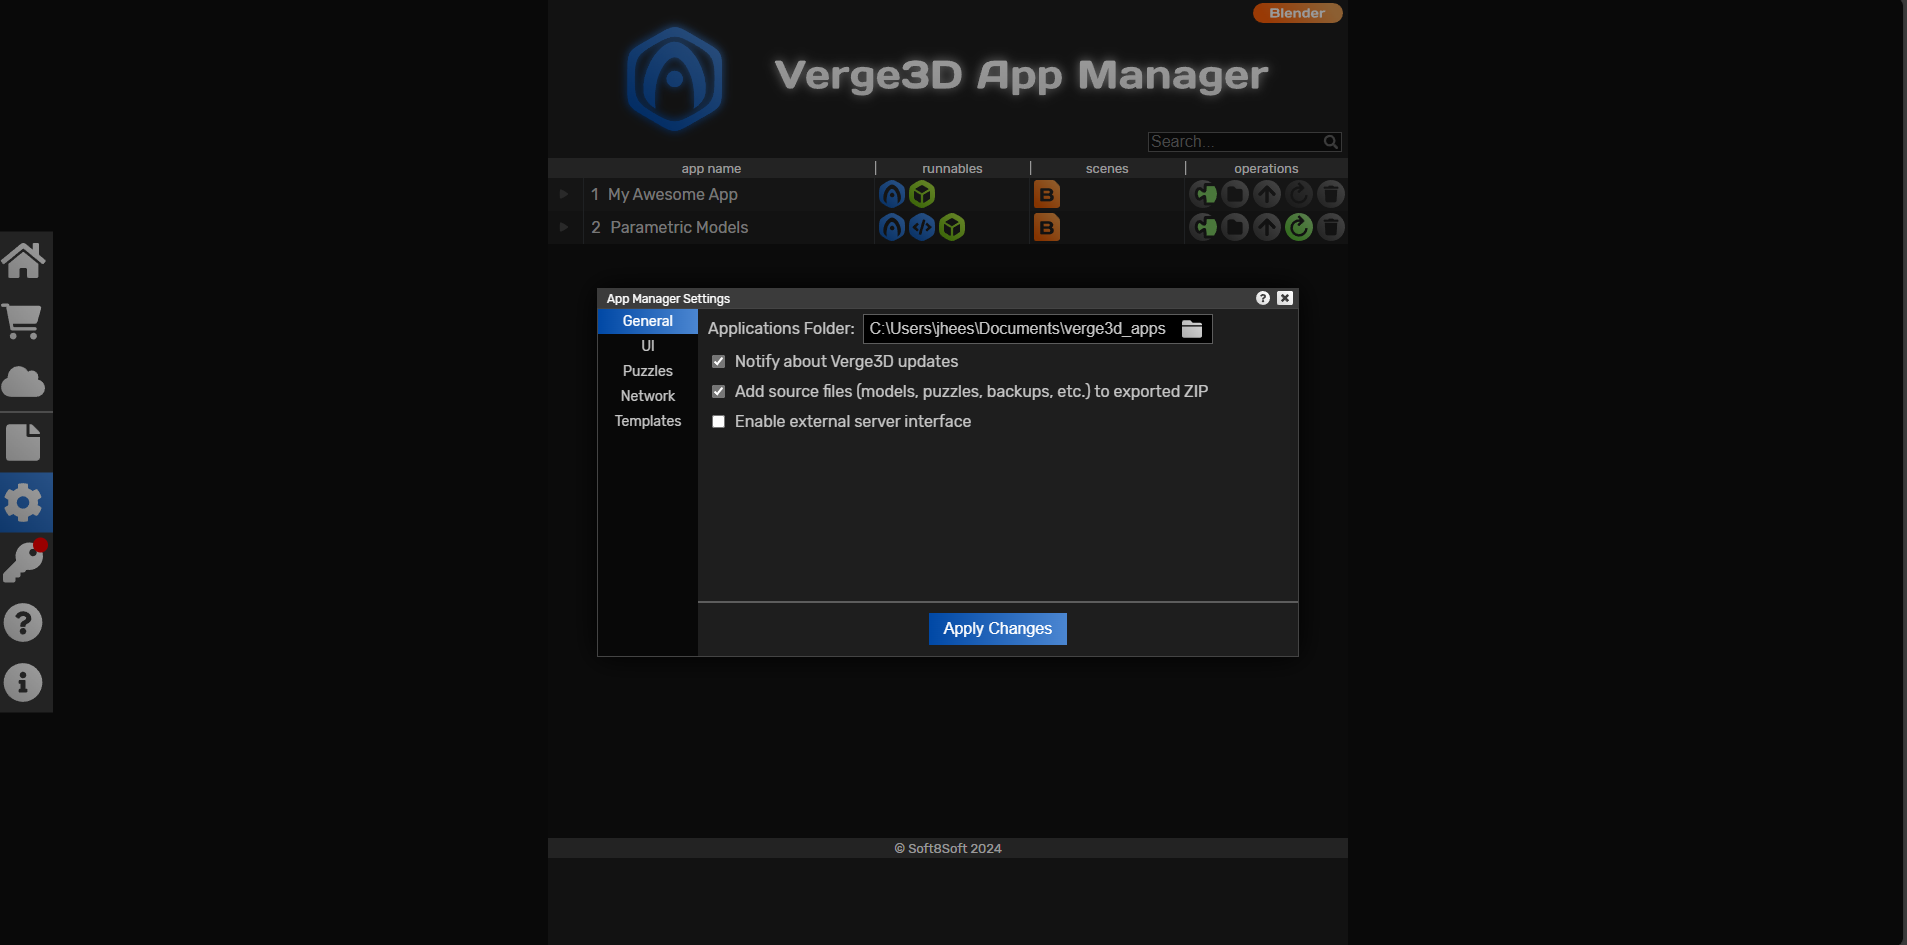 Blender
Verge3D App Manager
Search...
app name runnables scenes operations
1 My Awesome App
2 Parametric Models
App Manager Settings
General
UI
Puzzles
Network
Templates
Applications Folder: C:\Users\jhees\Documents\verge3d_apps
Notify about Verge3D updates
Add source files (models, puzzles, backups, etc.) to exported ZIP
Enable external server interface
Apply Changes
© Soft8Soft 2024